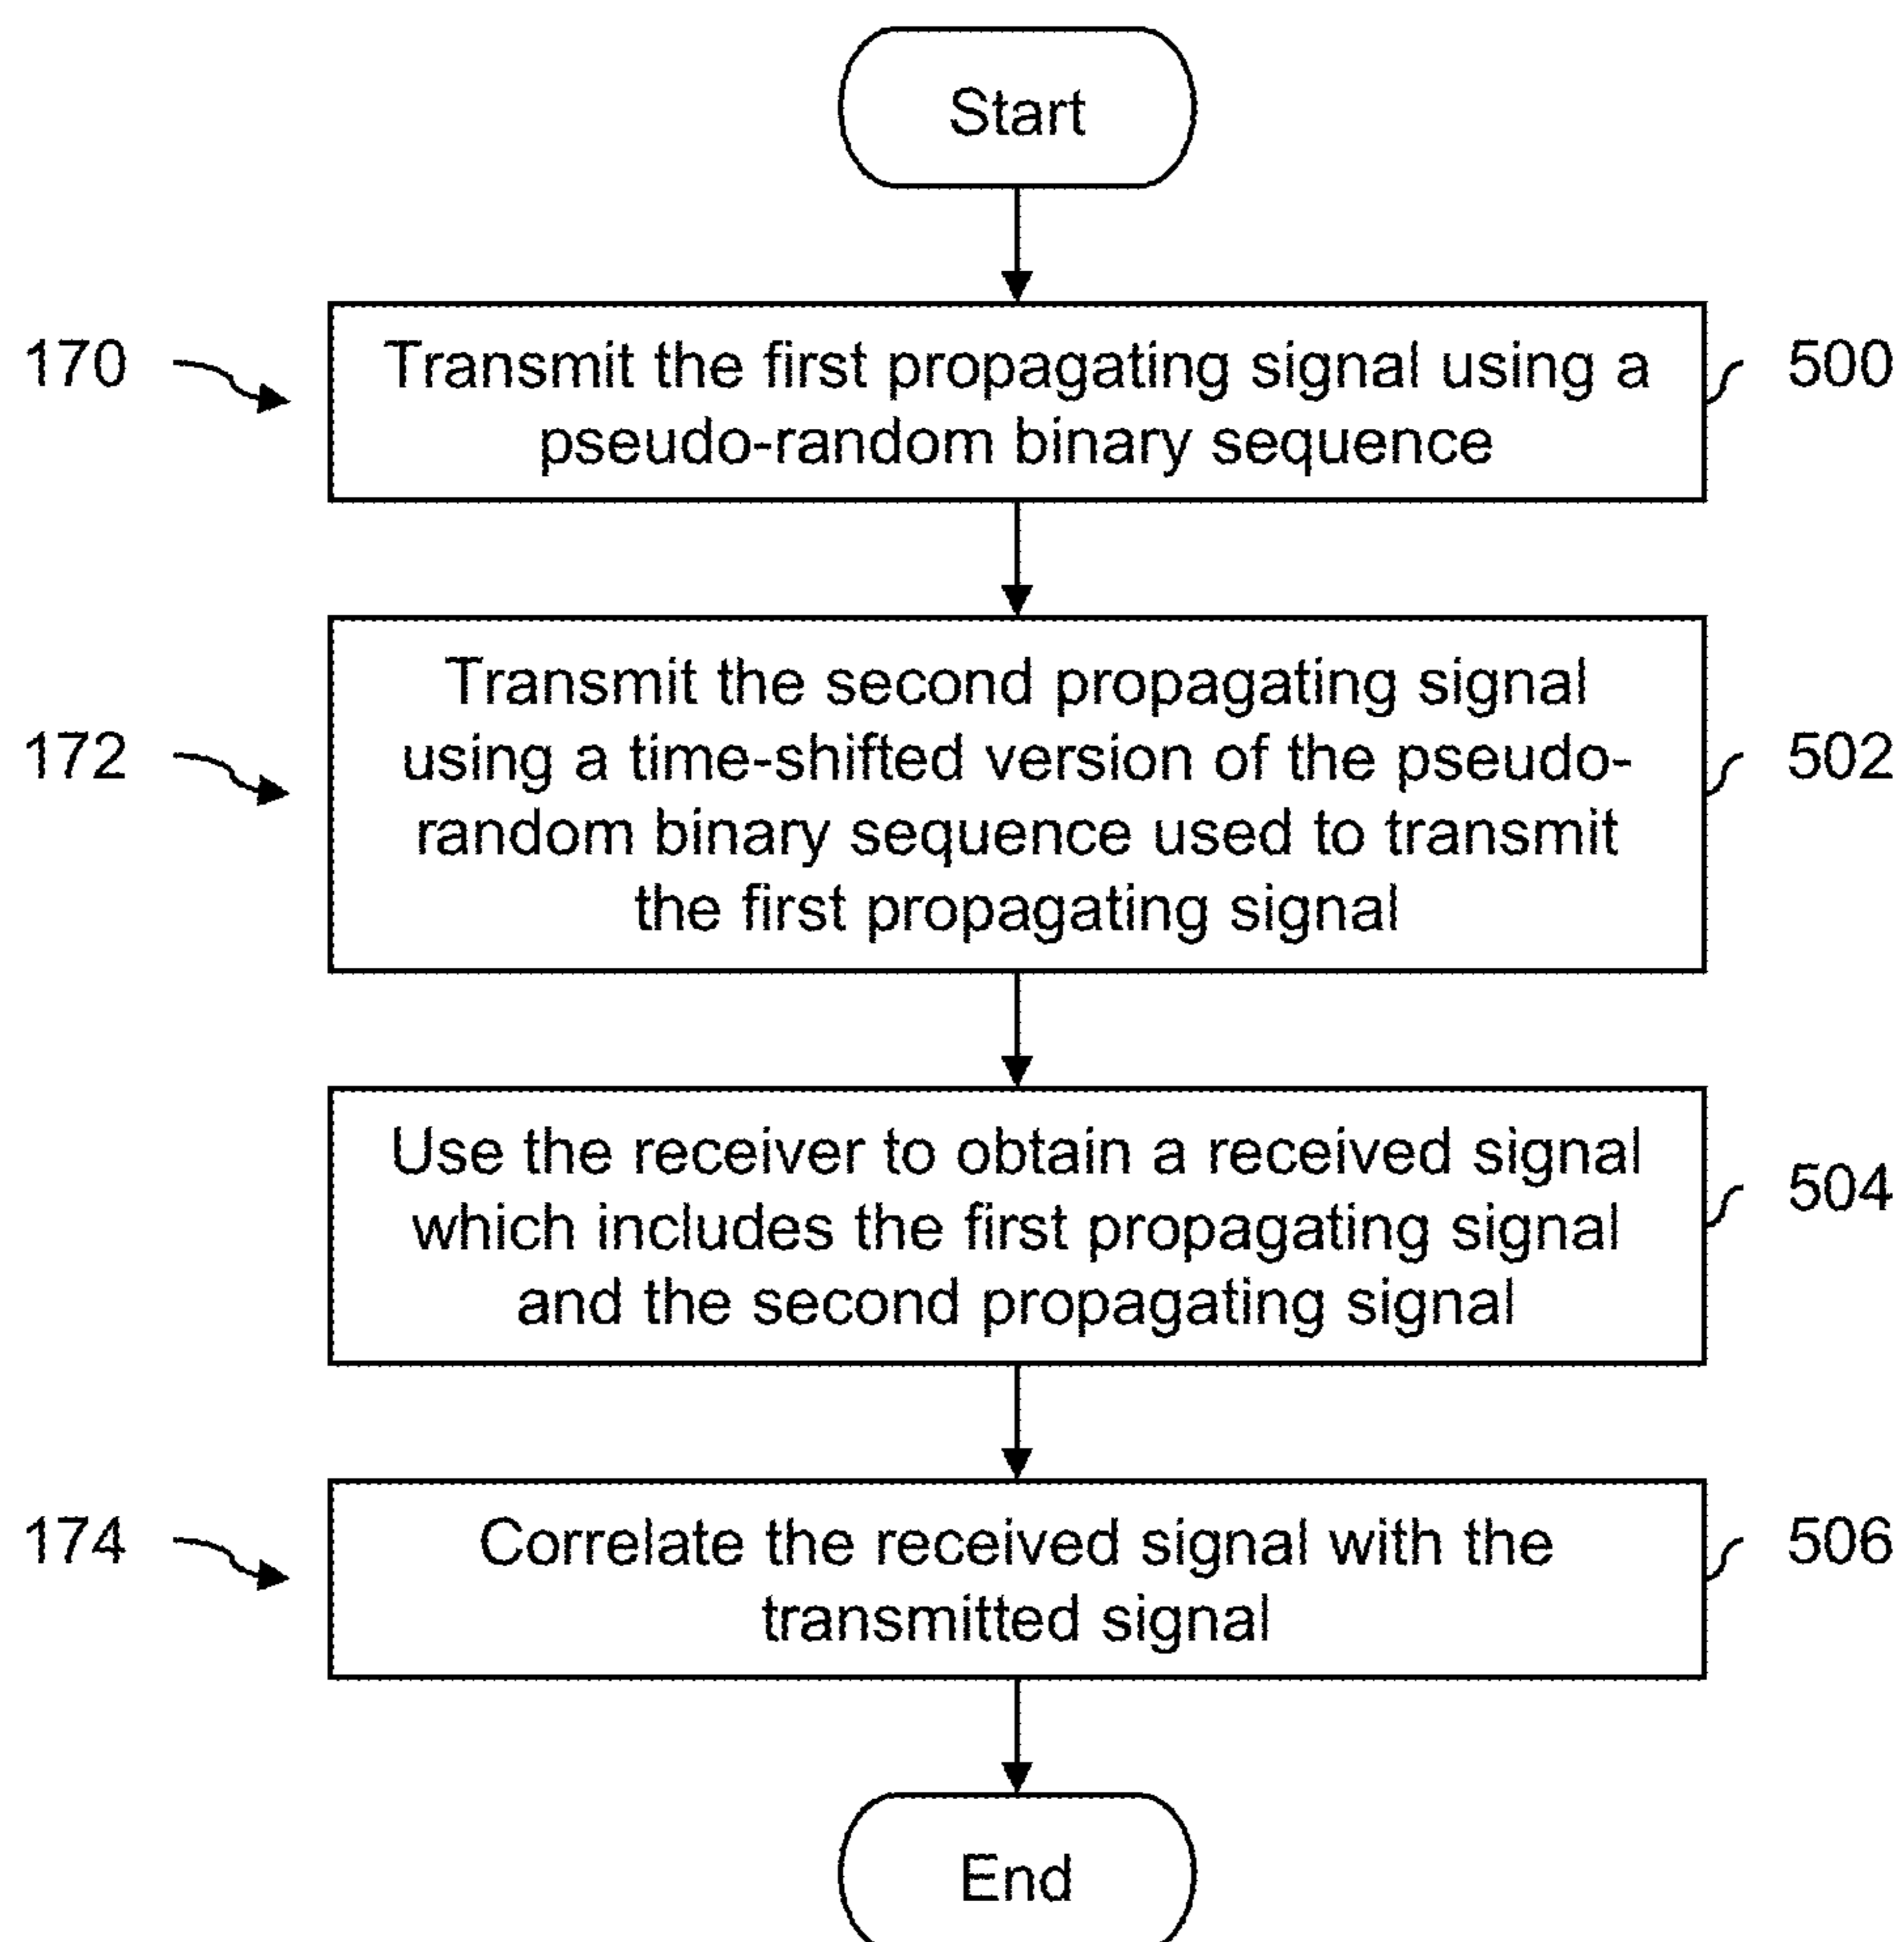 Start
170
Transmit the first propagating signal using a
pseudo-random binary sequence
500
172
Transmit the second propagating signal
using a time-shifted version of the pseudo-
random binary sequence used to transmit
the first propagating signal
502
Use the receiver to obtain a received signal
which includes the first propagating signal
and the second propagating signal
504
174
Correlate the received signal with the
transmitted signal
506
End